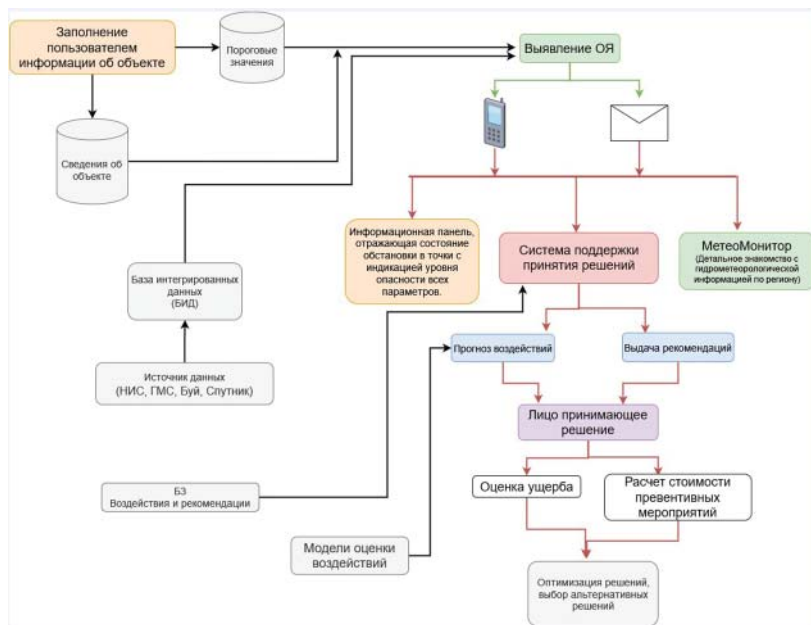 Заполнение
пользователем
информации об объекте
Пороговые
значения
Выявление ОЯ
Сведения об
объекте
Информационная панель,
отражающая состояние
обстановки в точки с
индикацией уровня
опасности всех
параметров.
Система поддержки
принятия решений
МетеоМонитор
(Детальное знакомство с
гидрометеорологической
информацией по региону)
База интегрированных
данных
(БИД)
Прогноз воздействий
Выдача рекомендаций
Источник данных
(НИС, ГМС, Буй, Спутник)
Лицо принимающее
решение
БЗ
Воздействия и рекомендации
Оценка ущерба
Расчет стоимости
превентивных
мероприятий
Модели оценки
воздействий
Оптимизация решений,
выбор альтернативных
решений